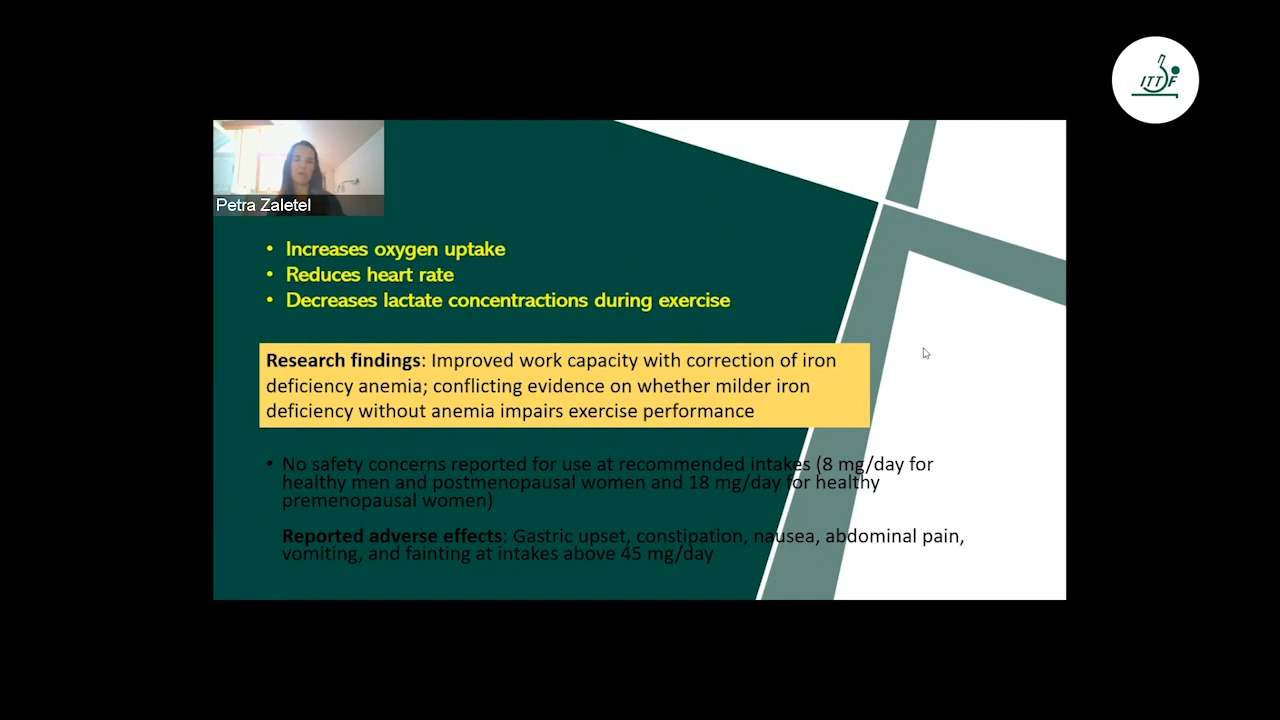 ITTF
Petra Zaletel
• Increases oxygen uptake
• Reduces heart rate
• Decreases lactate concentractions during exercise
Research findings: Improved work capacity with correction of iron
deficiency anemia; conflicting evidence on whether milder iron
deficiency without anemia impairs exercise performance
• No safety concerns reported for use at recommended intakes (8 mg/day for
healthy men and postmenopausal women and 18 mg/day for healthy
premenopausal women)
Reported adverse effects: Gastric upset, constipation, nausea, abdominal pain,
vomiting, and fainting at intakes above 45 mg/day